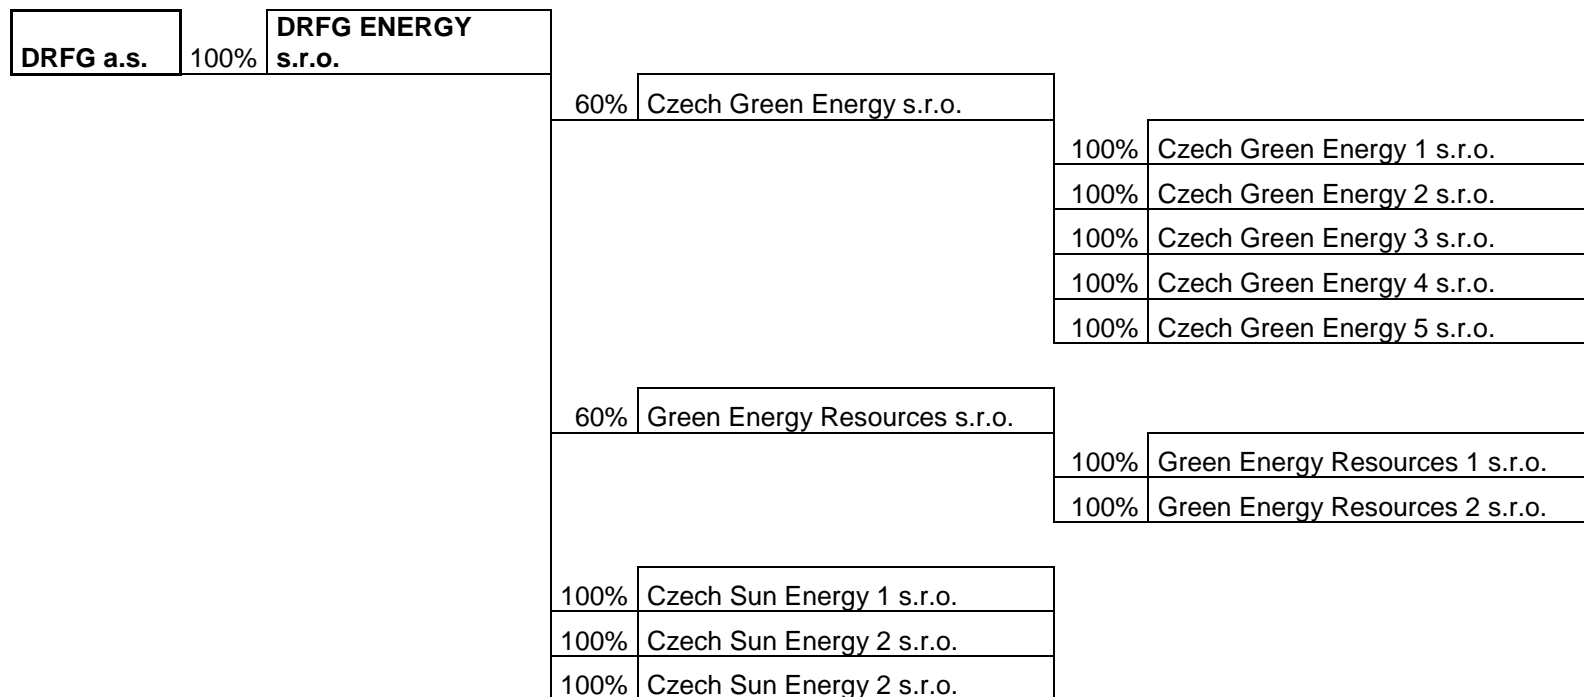 DRFG ENERGY
DRFG a.s. 100% s.r.o.
60% Czech Green Energy s.r.o.
100% Czech Green Energy 1 s.r.o.
100% Czech Green Energy 2 s.r.o.
100% Czech Green Energy 3 s.r.o.
100% Czech Green Energy 4 s.r.o.
100% Czech Green Energy 5 s.r.o.
60% Green Energy Resources s.r.o.
100% Green Energy Resources 1 s.r.o.
100% Green Energy Resources 2 s.r.o.
100% Czech Sun Energy 1 s.r.o.
100% Czech Sun Energy 2 s.r.o.
100% Czech Sun Energy 2 s.r.o.